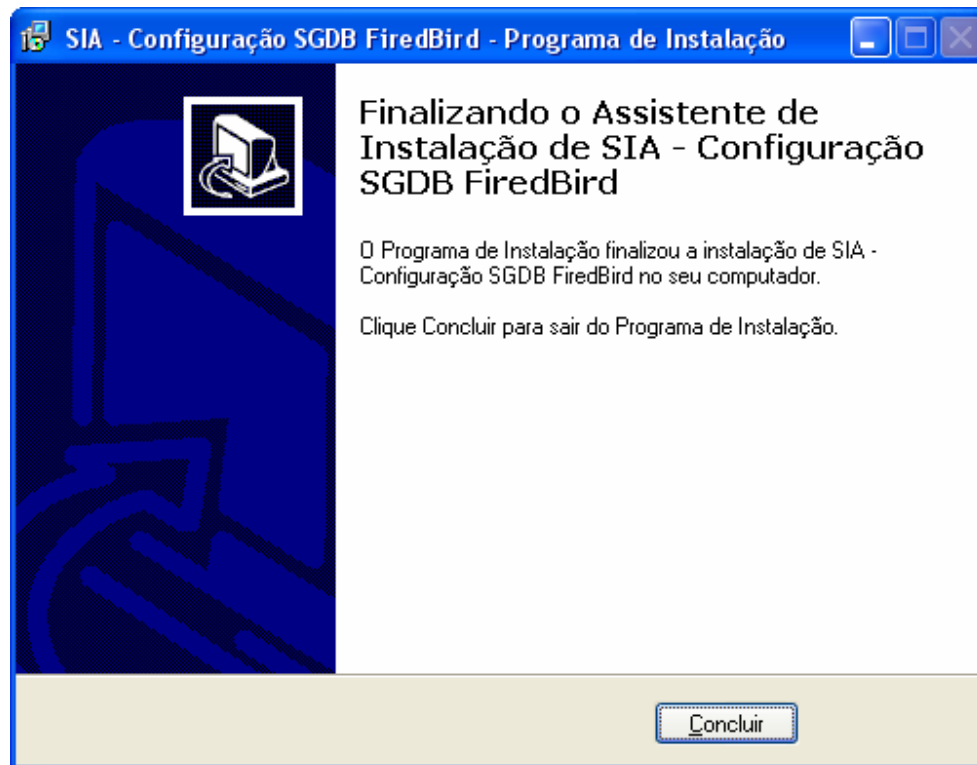 SIA - Configuração SGDB FiredBird - Programa de Instalação
Finalizando o Assistente de
Instalação de SIA - Configuração
SGDB FiredBird
O Programa de Instalação finalizou a instalação de SIA -
Configuração SGDB FiredBird no seu computador.
Clique Concluir para sair do Programa de Instalação.
Concluir